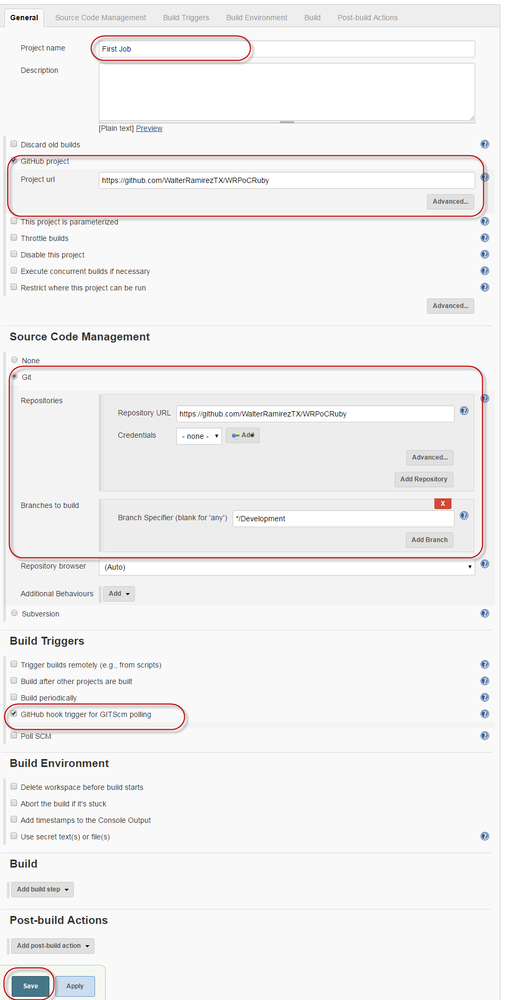 General Source Code Management Build Triggers Build Environment Build Post-build Actions
Project name First Job
Description
[Plain text] Preview
Discard old builds
GitHub project
Project url https://github.com/WalterRamirezTX/WRPoCRuby
Advanced...
This project is parameterized
Throttle builds
Disable this project
Execute concurrent builds if necessary
Restrict where this project can be run
Advanced...
Source Code Management
None
Git
Repositories
Repository URL https://github.com/WalterRamirezTX/WRPoCRuby
Credentials - none - Add
Advanced...
Add Repository
Branches to build
X
Branch Specifier (blank for 'any') */Development
Add Branch
Repository browser (Auto)
Additional Behaviours Add
Subversion
Build Triggers
Trigger builds remotely (e.g., from scripts)
Build after other projects are built
Build periodically
GitHub hook trigger for GITScm polling
Poll SCM
Build Environment
Delete workspace before build starts
Abort the build if it's stuck
Add timestamps to the Console Output
Use secret text(s) or file(s)
Build
Add build step
Post-build Actions
Add post-build action
Save Apply